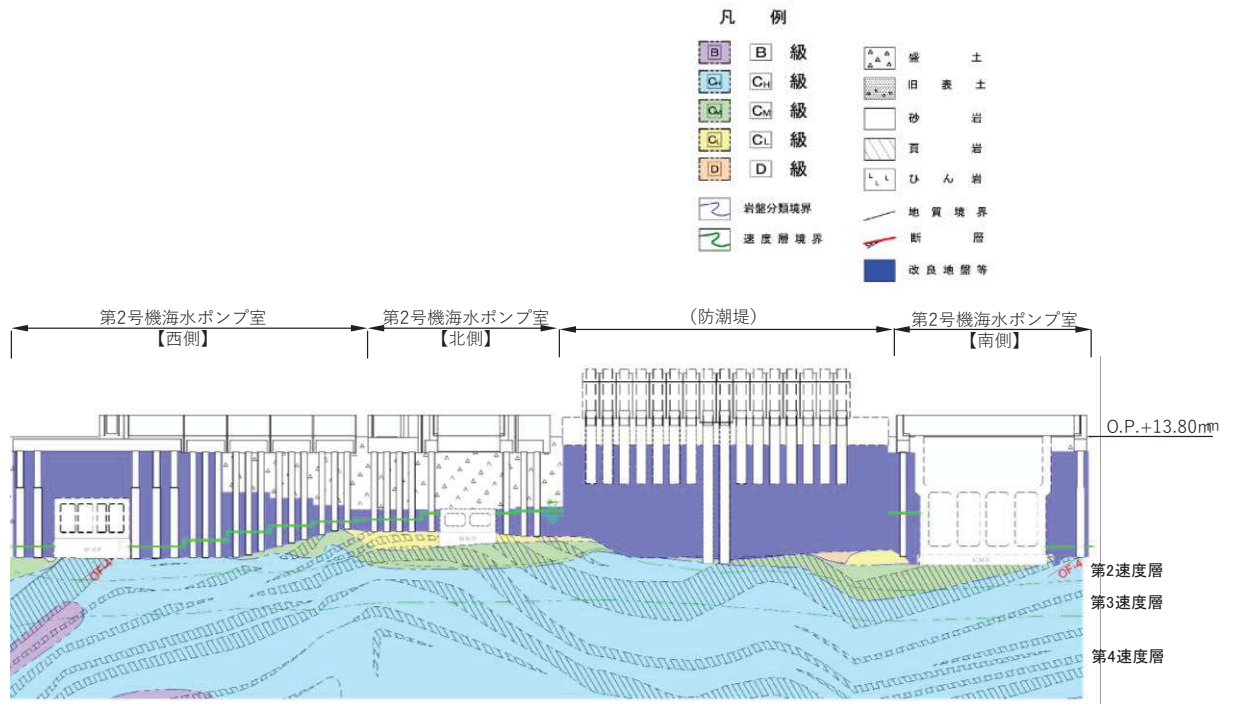 凡 例
B B 級
CH CH 級
CM CM 級
CL CL 級
D D 級
岩盤分類境界
速度層境界
盛土
旧表土
砂岩
頁岩
ひん岩
地質境界
断層
改良地盤等
第2号機海水ポンプ室
【西側】
第2号機海水ポンプ室
【北側】
(防潮堤)
第2号機海水ポンプ室
【南側】
O.P.+13.80m
OF-4
OF-4
第2速度層
第3速度層
第4速度層